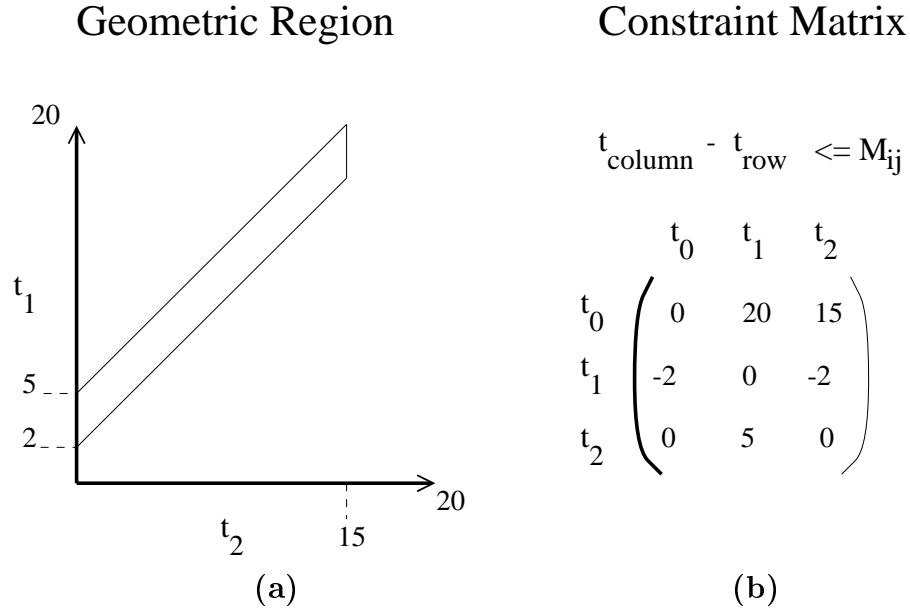 Geometric Region
Constraint Matrix
20
t_column - t_row <= M_ij
t_0 t_1 t_2
t_1
t_0 0 20 15
5
t_1 -2 0 -2
2
t_2 0 5 0
20
t_2
15
(a)
(b)